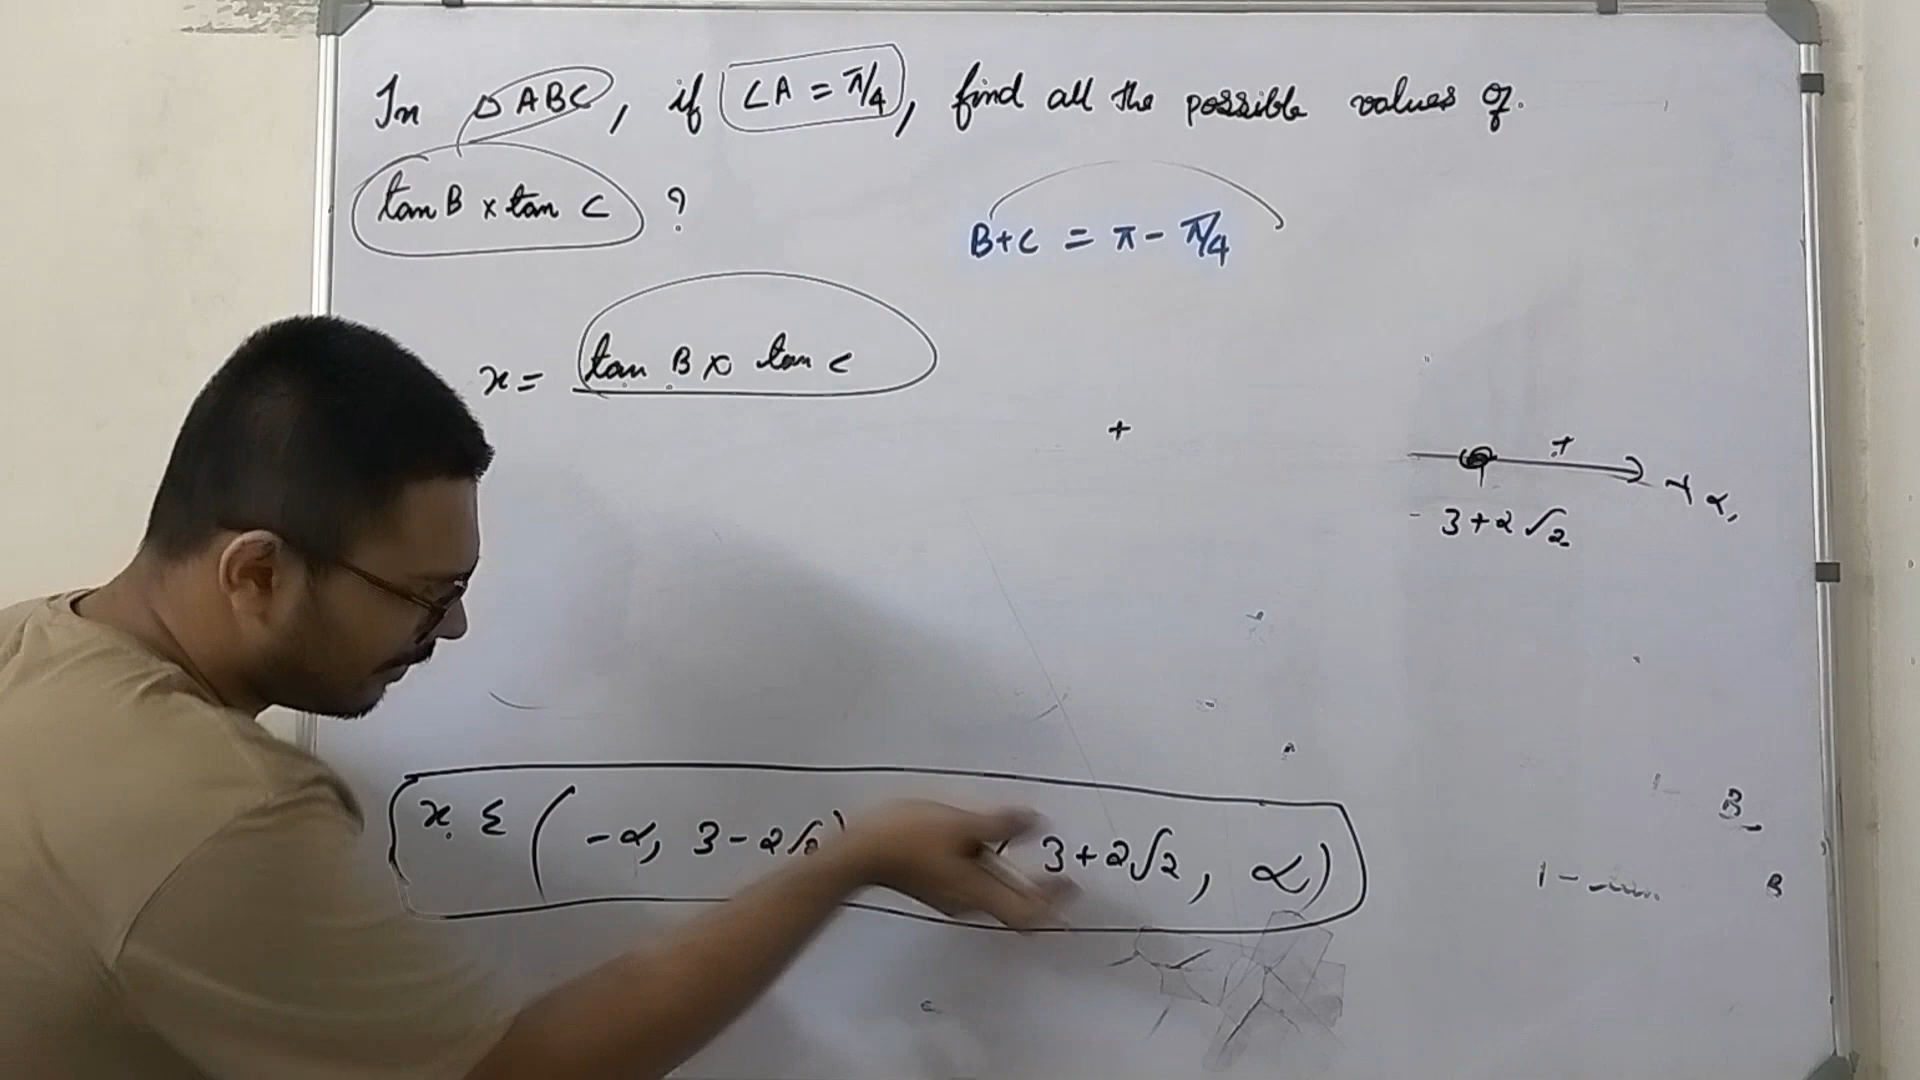 In △ABC, if ∠A = π/4, find all the possible values of.
tan B x tan C ?
B+C = π - π/4
x = tan B x tan C
+
+
+ α,
- 3+2√2
x ε ( -α, 3-2√2) ( 3+2√2, α)
B
1 -
B